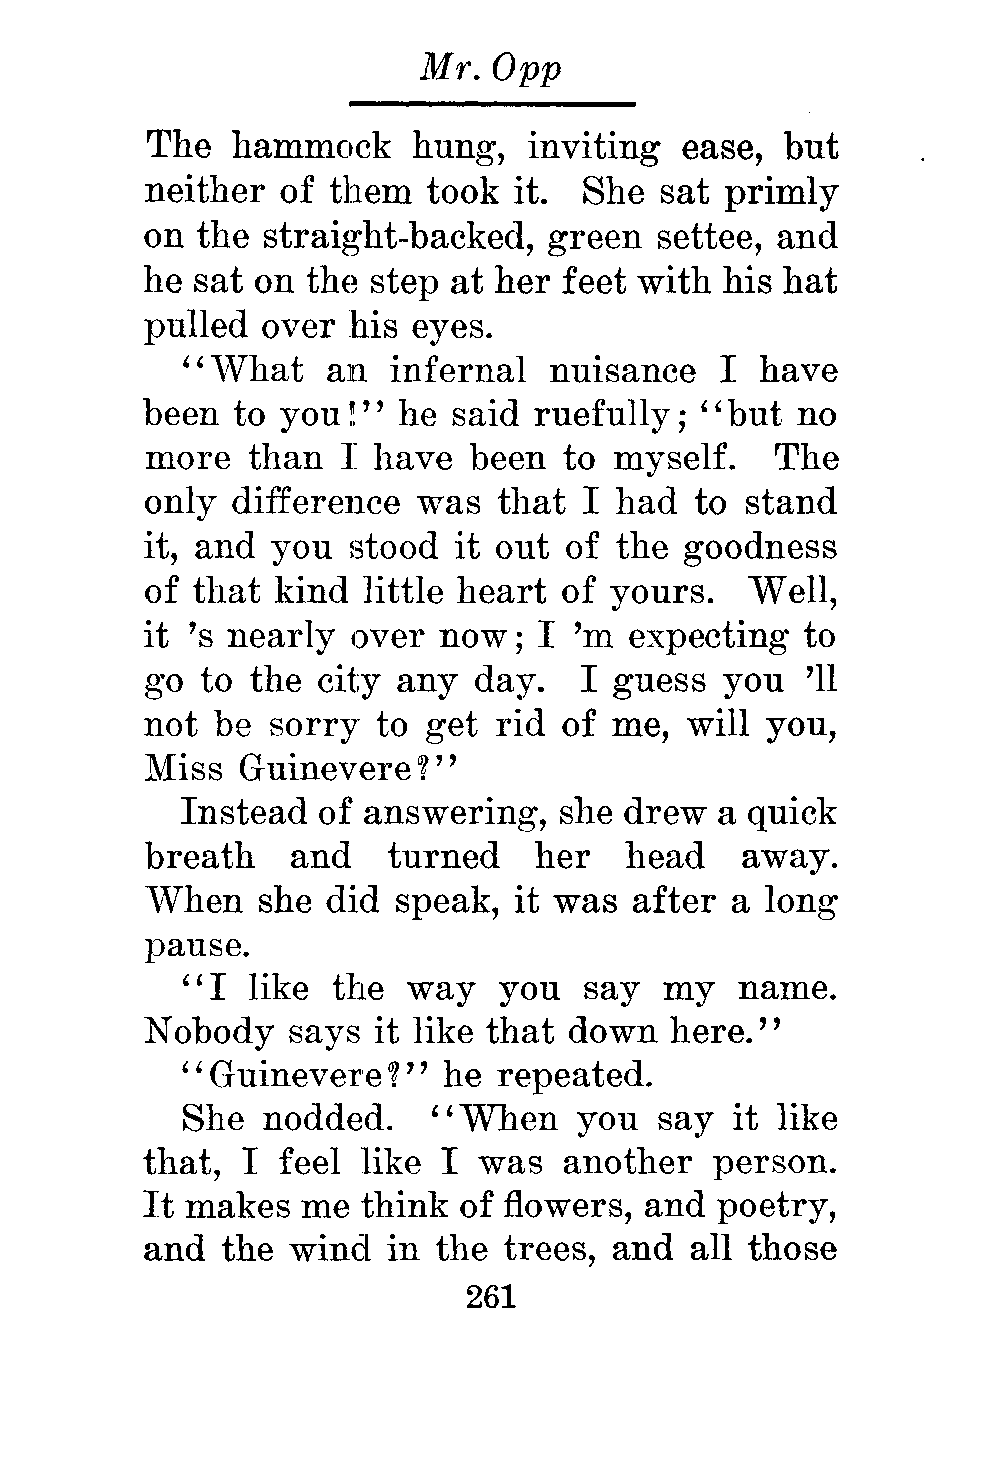 Mr. Opp
The hammock hung, inviting ease, but
neither of them took it. She sat primly
on the straight-backed, green settee, and
he sat on the step at her feet with his hat
pulled over his eyes.
"What an infernal nuisance I have
been to you!" he said ruefully; "but no
more than I have been to myself. The
only difference was that I had to stand
it, and you stood it out of the goodness
of that kind little heart of yours. Well,
it 's nearly over now; I 'm expecting to
go to the city any day. I guess you 'll
not be sorry to get rid of me, will you,
Miss Guinevere?"
Instead of answering, she drew a quick
breath and turned her head away.
When she did speak, it was after a long
pause.
"I like the way you say my name.
Nobody says it like that down here."
"Guinevere?" he repeated.
She nodded. "When you say it like
that, I feel like I was another person.
It makes me think of flowers, and poetry,
and the wind in the trees, and all those
261